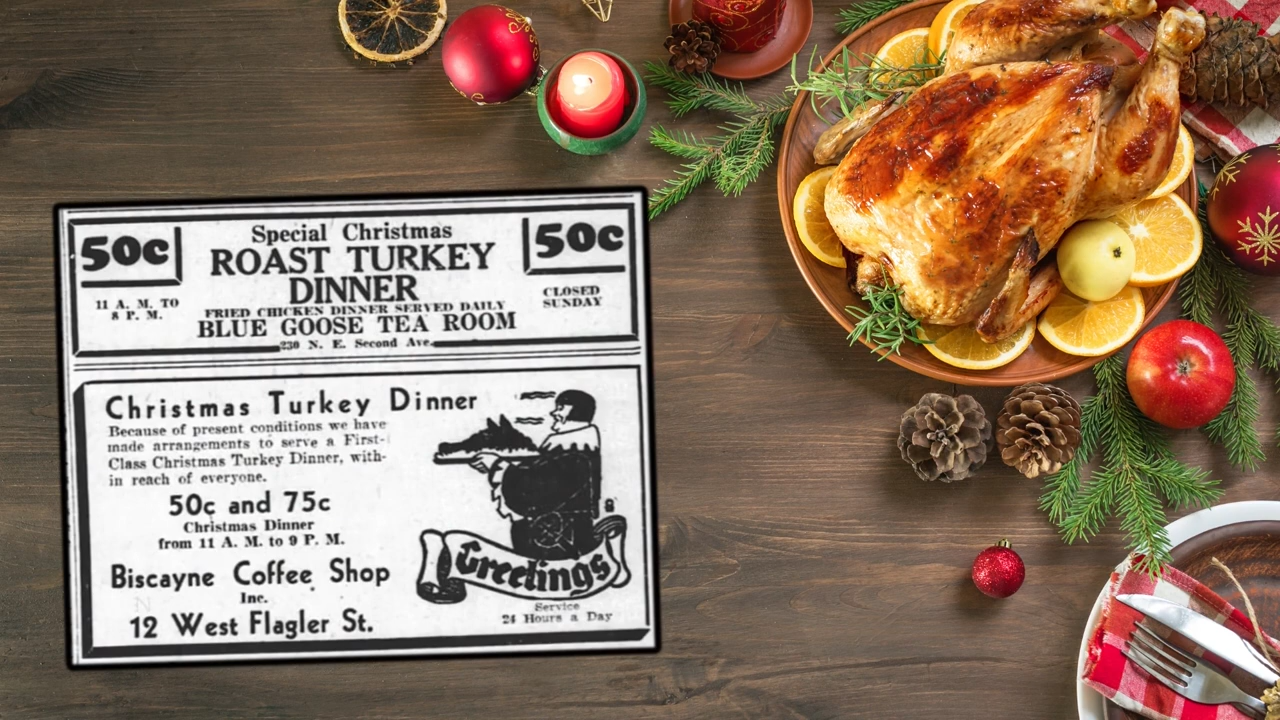 50c
Special Christmas
50c
ROAST TURKEY
DINNER
11 A. M. TO
8 P. M.
CLOSED
SUNDAY
FRIED CHICKEN DINNER SERVED DAILY
BLUE GOOSE TEA ROOM
230 N. E. Second Ave.
Christmas Turkey Dinner
Because of present conditions we have
made arrangements to serve a First-
Class Christmas Turkey Dinner, with-
in reach of everyone.
50c and 75c
Christmas Dinner
from 11 A. M. to 9 P. M.
Biscayne Coffee Shop
Inc.
12 West Flagler St.
Greetings
Service
24 Hours a Day